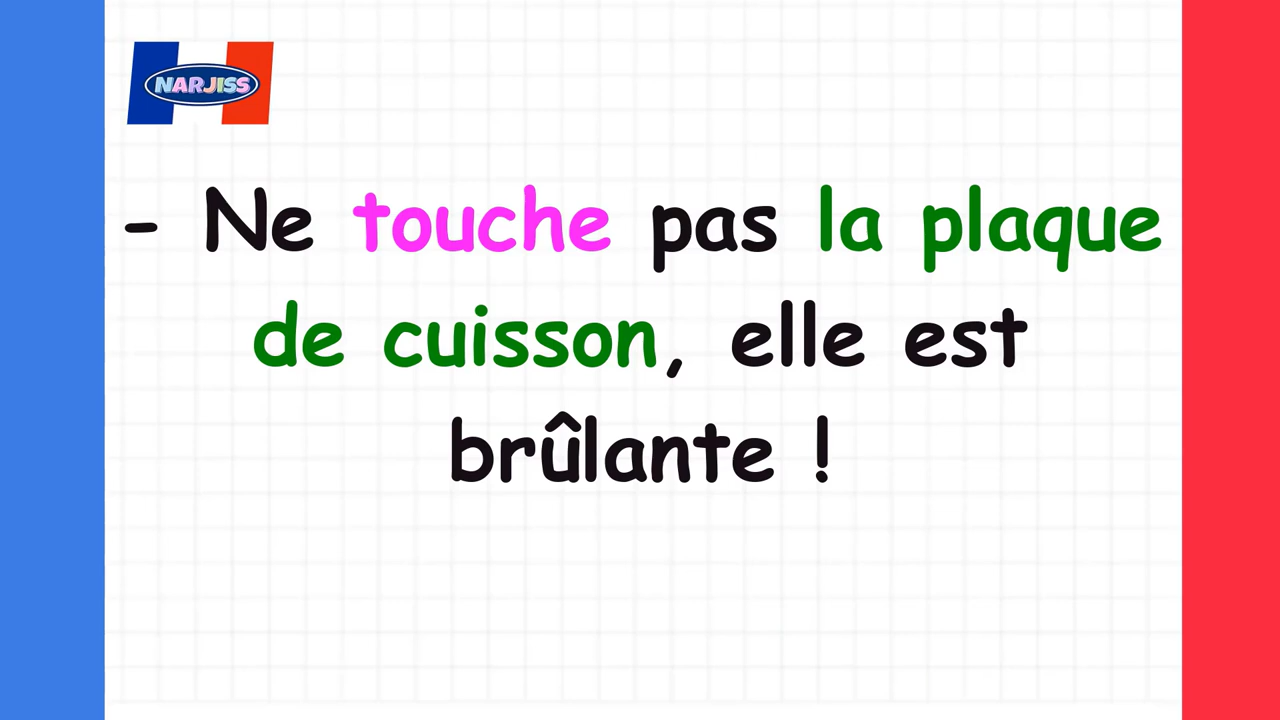 NARJISS
- Ne touche pas la plaque
de cuisson, elle est
brûlante !